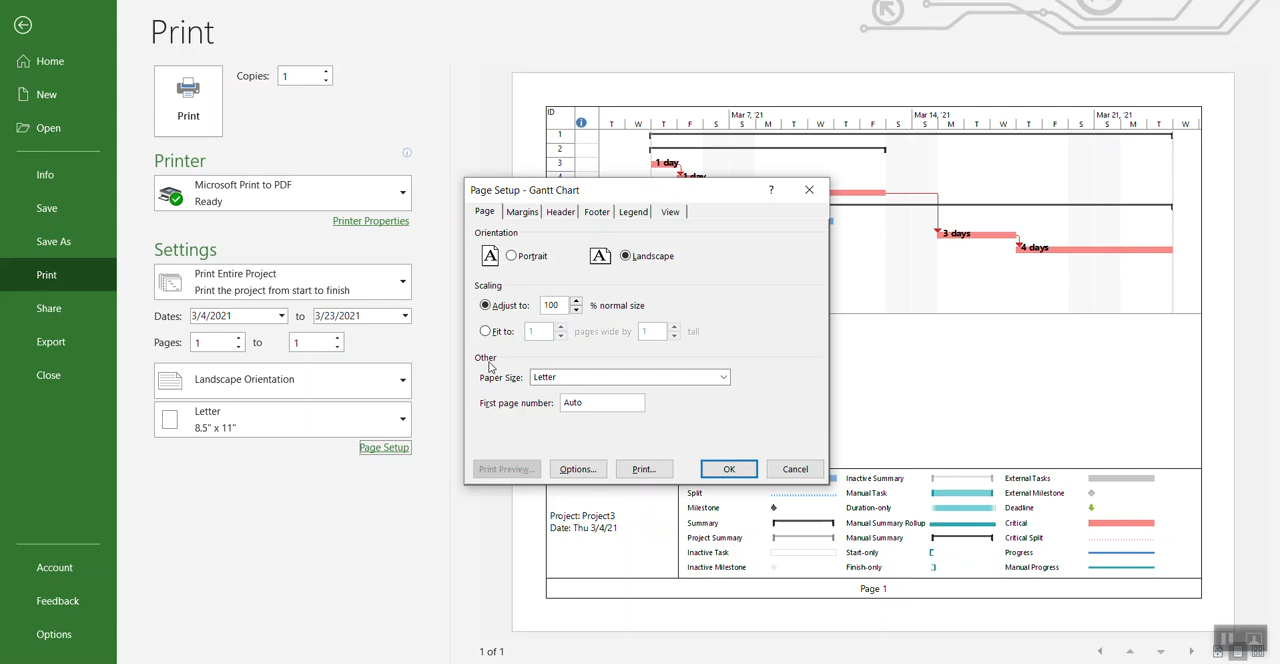 Print
Home
New
Open
Info
Save
Save As
Print
Share
Export
Close
Account
Feedback
Options
Print
Copies: 1
Printer
Microsoft Print to PDF
Ready
Printer Properties
Settings
Print Entire Project
Print the project from start to finish
Dates: 3/4/2021 to 3/23/2021
Pages: 1 to 1
Landscape Orientation
Letter
8.5" x 11"
Page Setup
ID
Mar 7, '21 Mar 14, '21 Mar 21, '21
T W T F S S M T W T F S S M T W T F S S M T W
1
2
3
1 day
4
1 day
3 days
4 days
Page Setup - Gantt Chart
Page Margins Header Footer Legend View
Orientation
A Portrait A Landscape
Scaling
Adjust to: 100 % normal size
Fit to: 1 pages wide by 1 tall
Other
Paper Size: Letter
First page number: Auto
Print Preview... Options... Print... OK Cancel
Project: Project3
Date: Thu 3/4/21
Split
Milestone
Summary
Project Summary
Inactive Task
Inactive Milestone
Inactive Summary
Manual Task
Duration-only
Manual Summary Rollup
Manual Summary
Start-only
Finish-only
External Tasks
External Milestone
Deadline
Critical
Critical Split
Progress
Manual Progress
Page 1
1 of 1